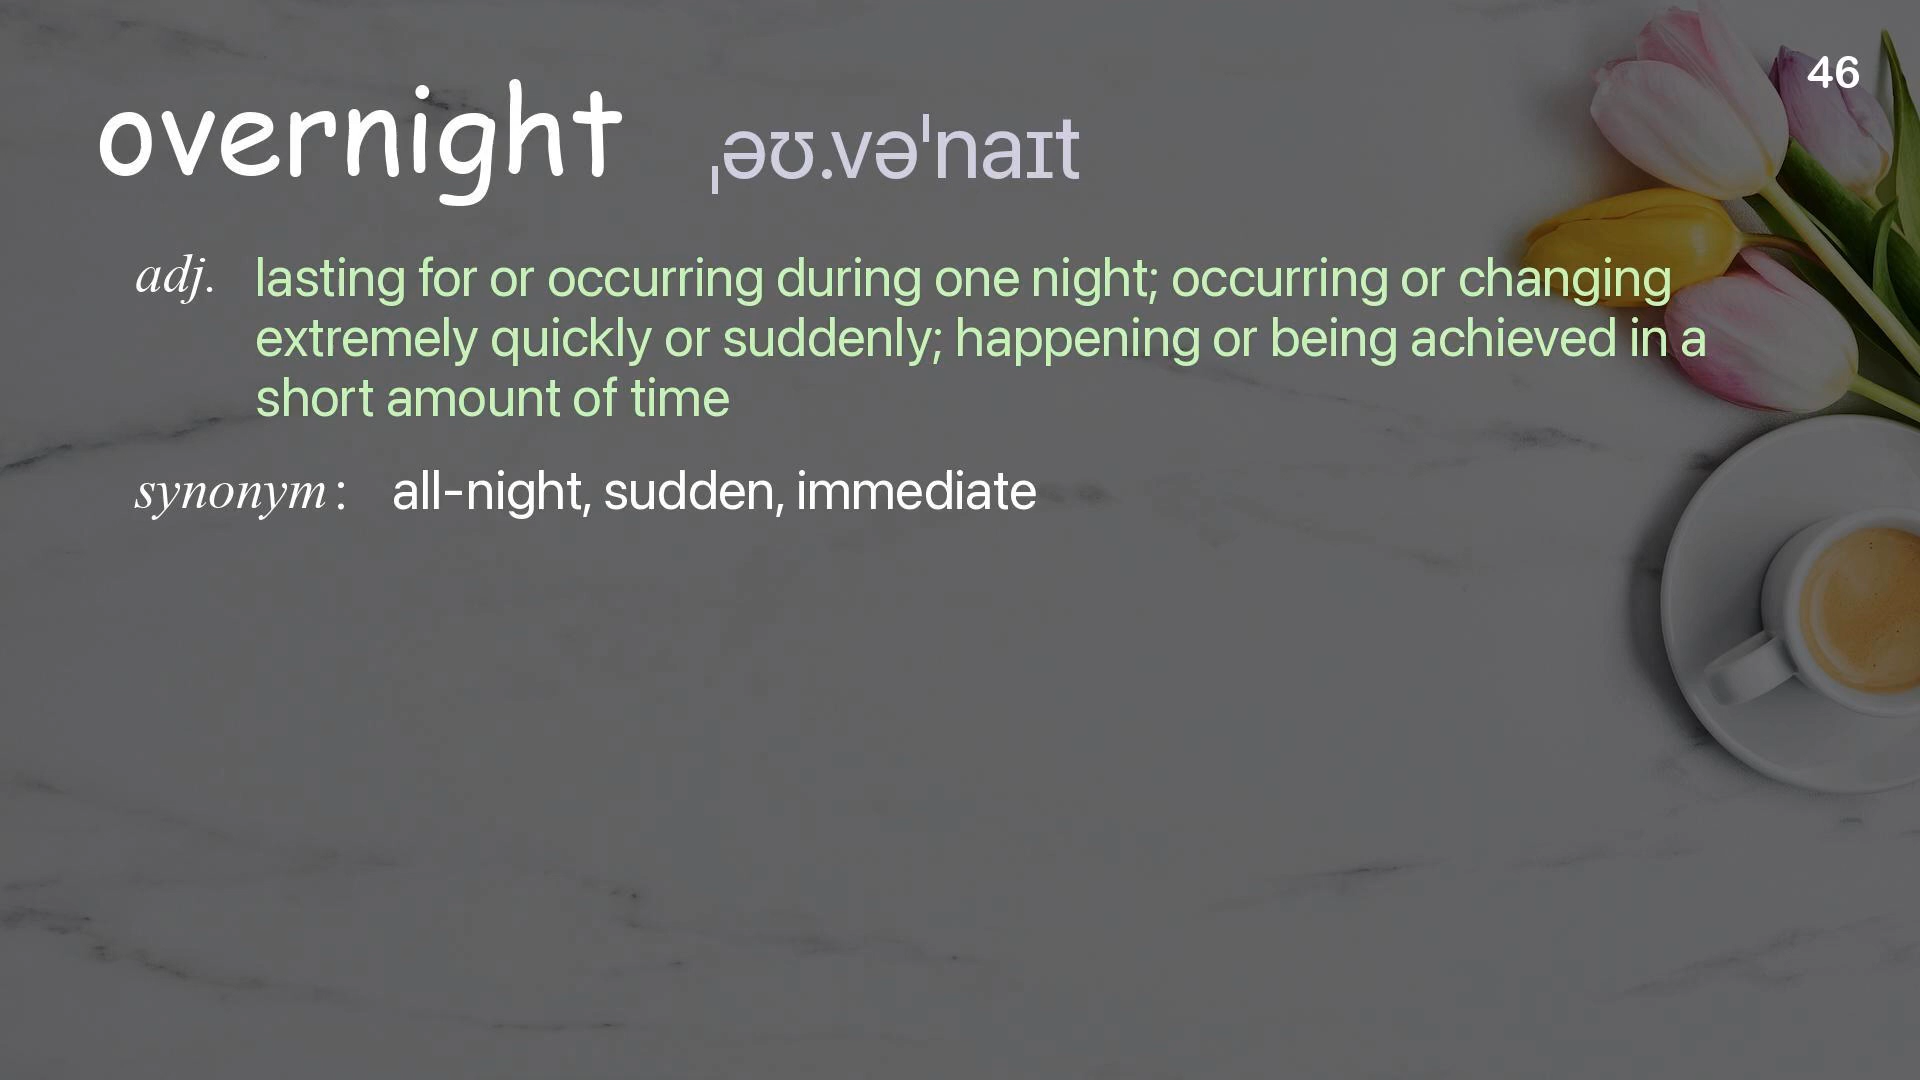 46
overnight ˌəʊ.vəˈnaɪt
adj. lasting for or occurring during one night; occurring or changing
extremely quickly or suddenly; happening or being achieved in a
short amount of time
synonym: all-night, sudden, immediate